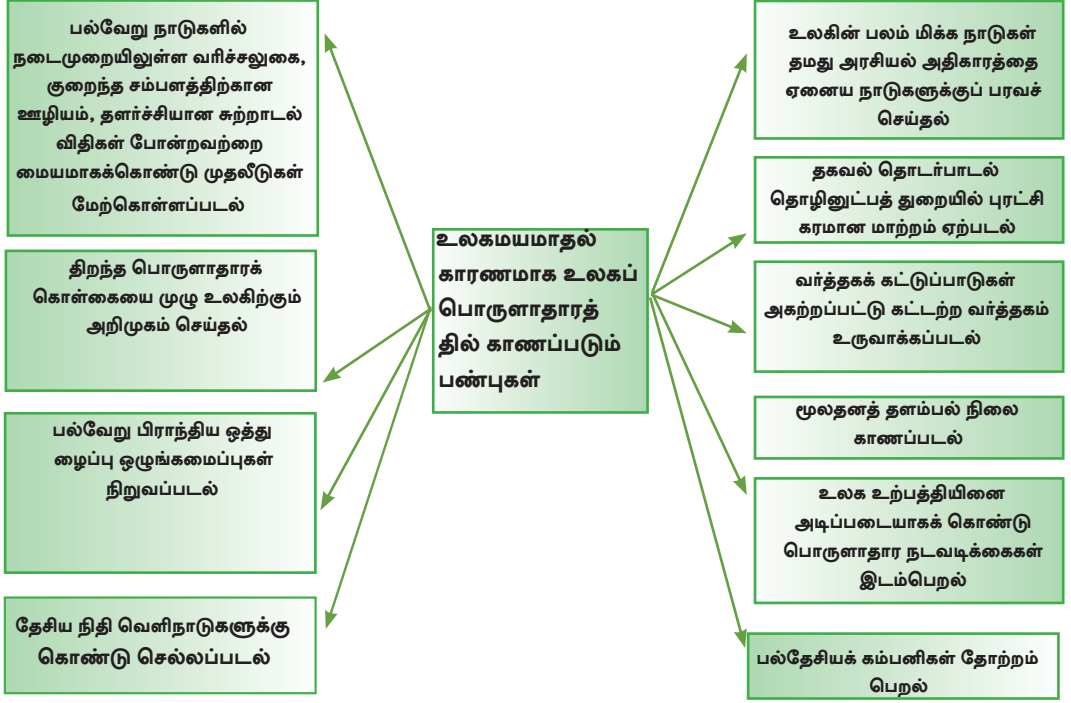 பல்வேறு நாடுகளில்
நடைமுறையிலுள்ள வரிச்சலுகை,
குறைந்த சம்பளத்திற்கான
ஊழியம், தளர்ச்சியான சுற்றாடல்
விதிகள் போன்றவற்றை
மையமாகக்கொண்டு முதலீடுகள்
மேற்கொள்ளப்படல்
திறந்த பொருளாதாரக்
கொள்கையை முழு உலகிற்கும்
அறிமுகம் செய்தல்
பல்வேறு பிராந்திய ஒத்து
ழைப்பு ஒழுங்கமைப்புகள்
நிறுவப்படல்
தேசிய நிதி வெளிநாடுகளுக்கு
கொண்டு செல்லப்படல்
உலகமயமாதல்
காரணமாக உலகப்
பொருளாதாரத்
தில் காணப்படும்
பண்புகள்
உலகின் பலம் மிக்க நாடுகள்
தமது அரசியல் அதிகாரத்தை
ஏனைய நாடுகளுக்குப் பரவச்
செய்தல்
தகவல் தொடர்பாடல்
தொழினுட்பத் துறையில் புரட்சி
கரமான மாற்றம் ஏற்படல்
வர்த்தகக் கட்டுப்பாடுகள்
அகற்றப்பட்டு கட்டற்ற வர்த்தகம்
உருவாக்கப்படல்
மூலதனத் தளம்பல் நிலை
காணப்படல்
உலக உற்பத்தியினை
அடிப்படையாகக் கொண்டு
பொருளாதார நடவடிக்கைகள்
இடம்பெறல்
பல்தேசியக் கம்பனிகள் தோற்றம்
பெறல்